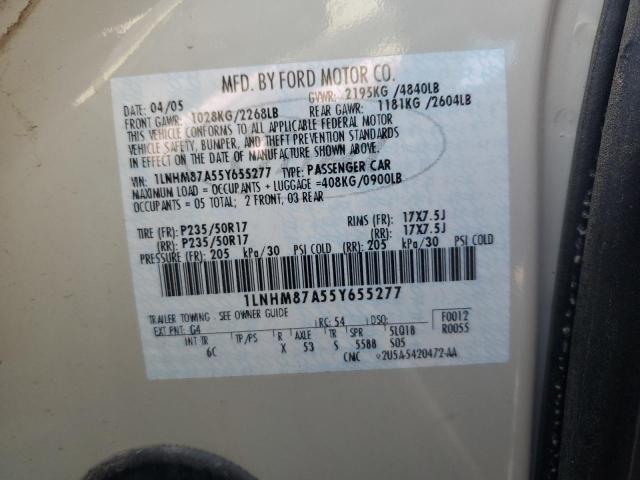 MFD. BY FORD MOTOR CO.
DATE: 04/05 GVWR: 2195KG /4840LB
FRONT GAWR: 1028KG/2268LB REAR GAWR: 1181KG /2604LB
THIS VEHICLE CONFORMS TO ALL APPLICABLE FEDERAL MOTOR
VEHICLE SAFETY, BUMPER, AND THEFT PREVENTION STANDARDS
IN EFFECT ON THE DATE OF MANUFACTURE SHOWN ABOVE.
VIN: 1LNHM87A55Y655277 TYPE: PASSENGER CAR
MAXIMUM LOAD = OCCUPANTS + LUGGAGE =408KG/0900LB
OCCUPANTS = 05 TOTAL; 2 FRONT, 03 REAR
TIRE (FR): P235/50R17 RIMS (FR): 17X7.5J
(RR): P235/50R17 (RR): 17X7.5J
PRESSURE (FR): 205 kPa/30 PSI COLD (RR): 205 kPa/30 PSI COLD
1LNHM87A55Y655277
TRAILER TOWING - SEE OWNER GUIDE
EXT PNT: G4 RC: 54 DSO: F0012
INT TR TP/PS R AXLE TR SPR 5LQ18 R0055
6C X 53 S 5588 S05
CMC v2U5A-5420472-AA